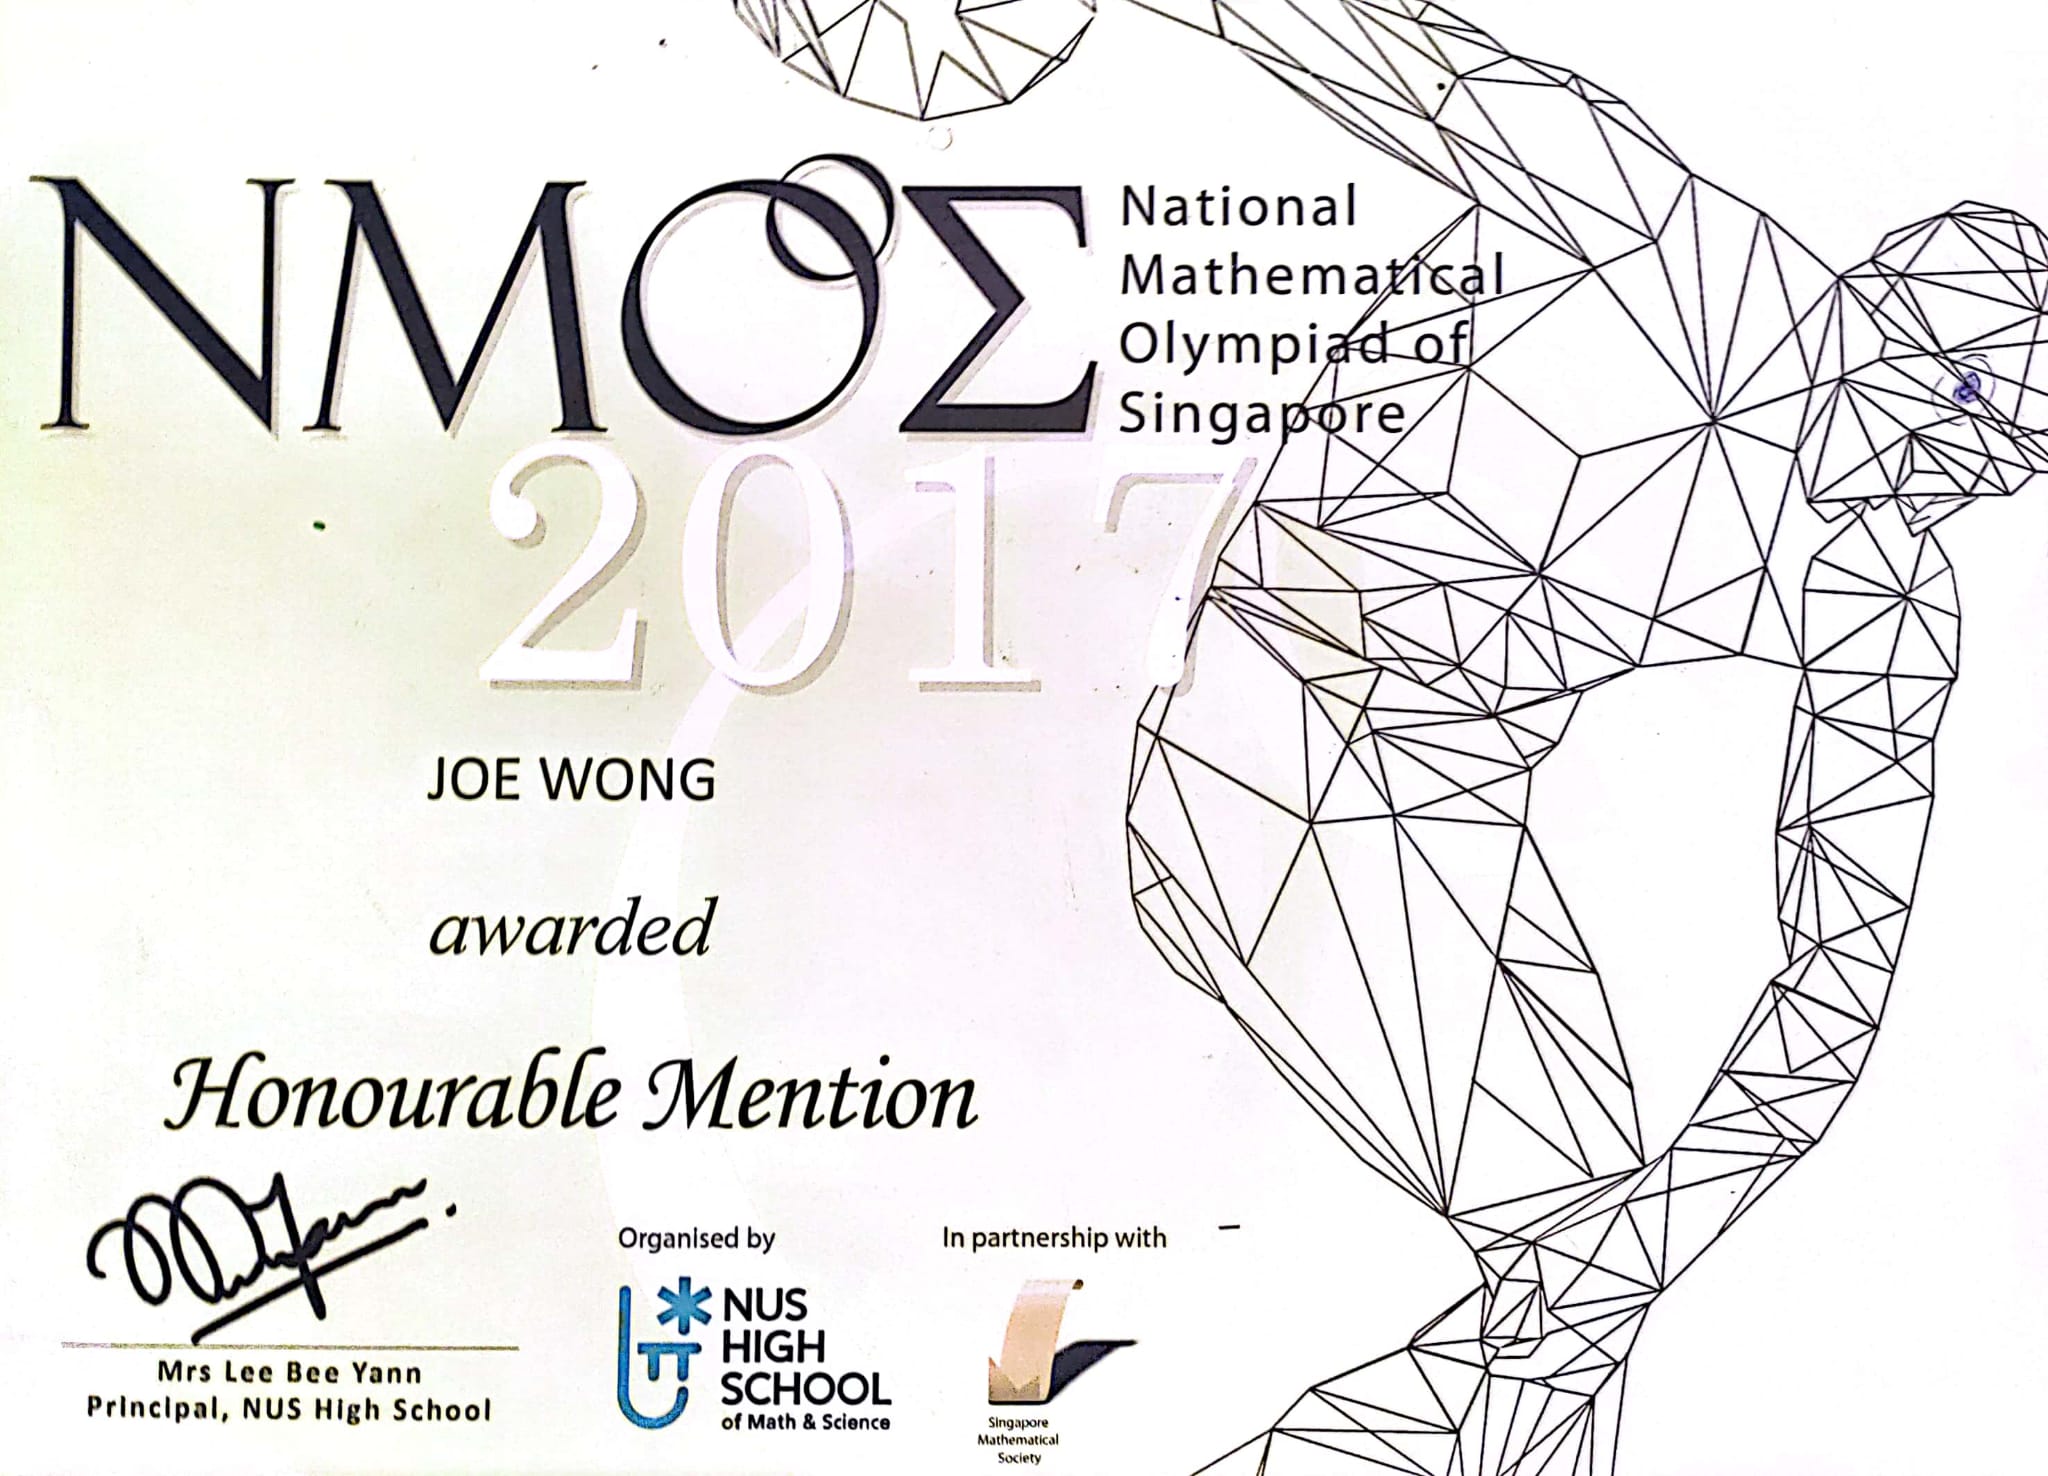 NMOΣ
National
Mathematical
Olympiad of
Singapore
2017
JOE WONG
awarded
Honourable Mention
Mrs Lee Bee Yann
Principal, NUS High School
Organised by
NUS
HIGH
SCHOOL
of Math & Science
In partnership with
Singapore
Mathematical
Society